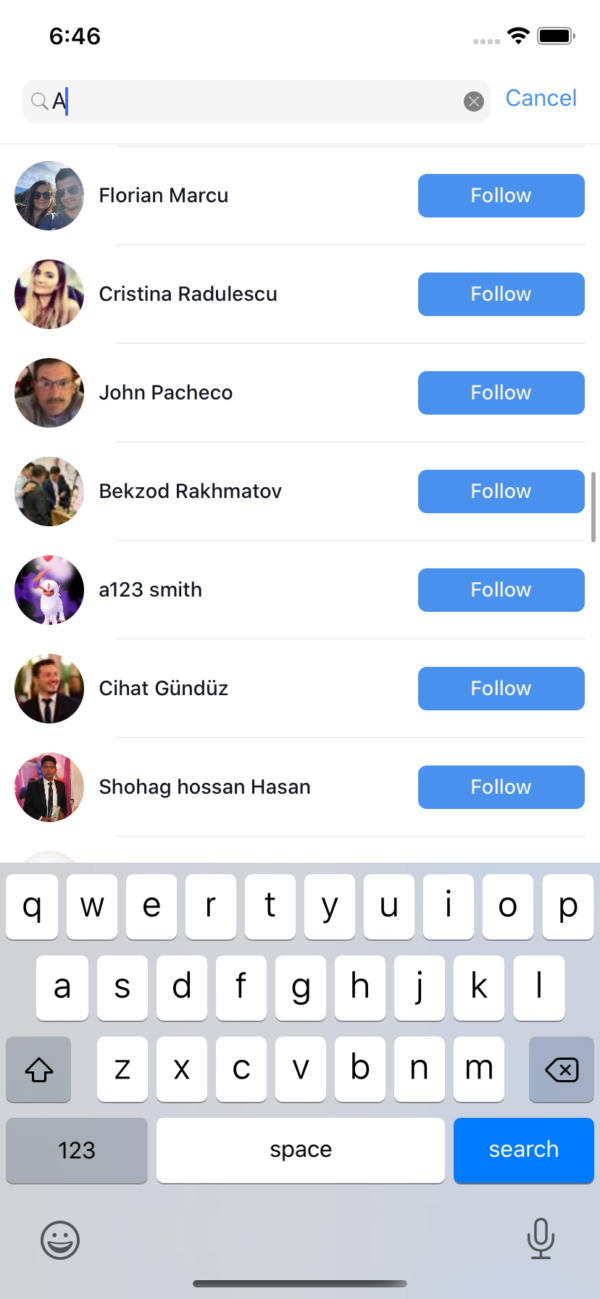 6:46
A
Cancel
Florian Marcu
Follow
Cristina Radulescu
Follow
John Pacheco
Follow
Bekzod Rakhmatov
Follow
a123 smith
Follow
Cihat Gündüz
Follow
Shohag hossan Hasan
Follow
q w e r t y u i o p
a s d f g h j k l
z x c v b n m
123 space search